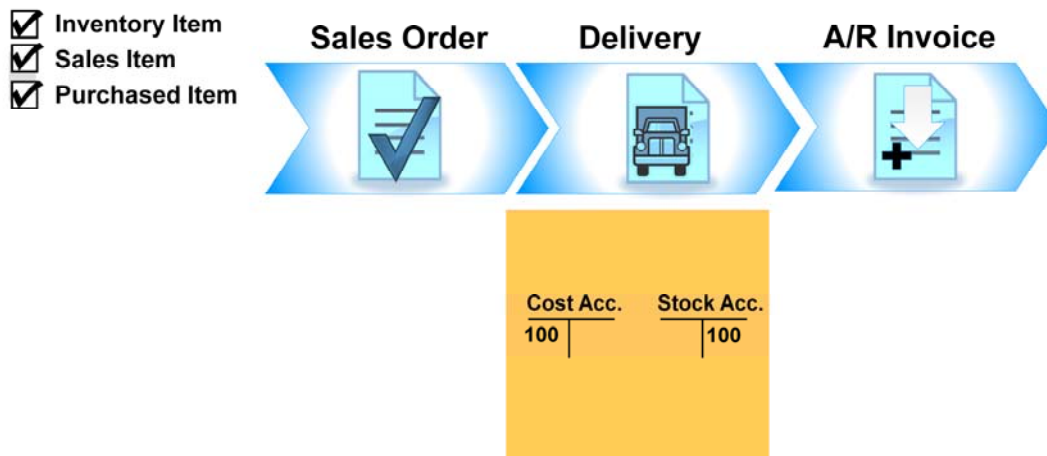 Inventory Item
Sales Item
Purchased Item
Sales Order
Delivery
A/R Invoice
Cost Acc.
Stock Acc.
100
100